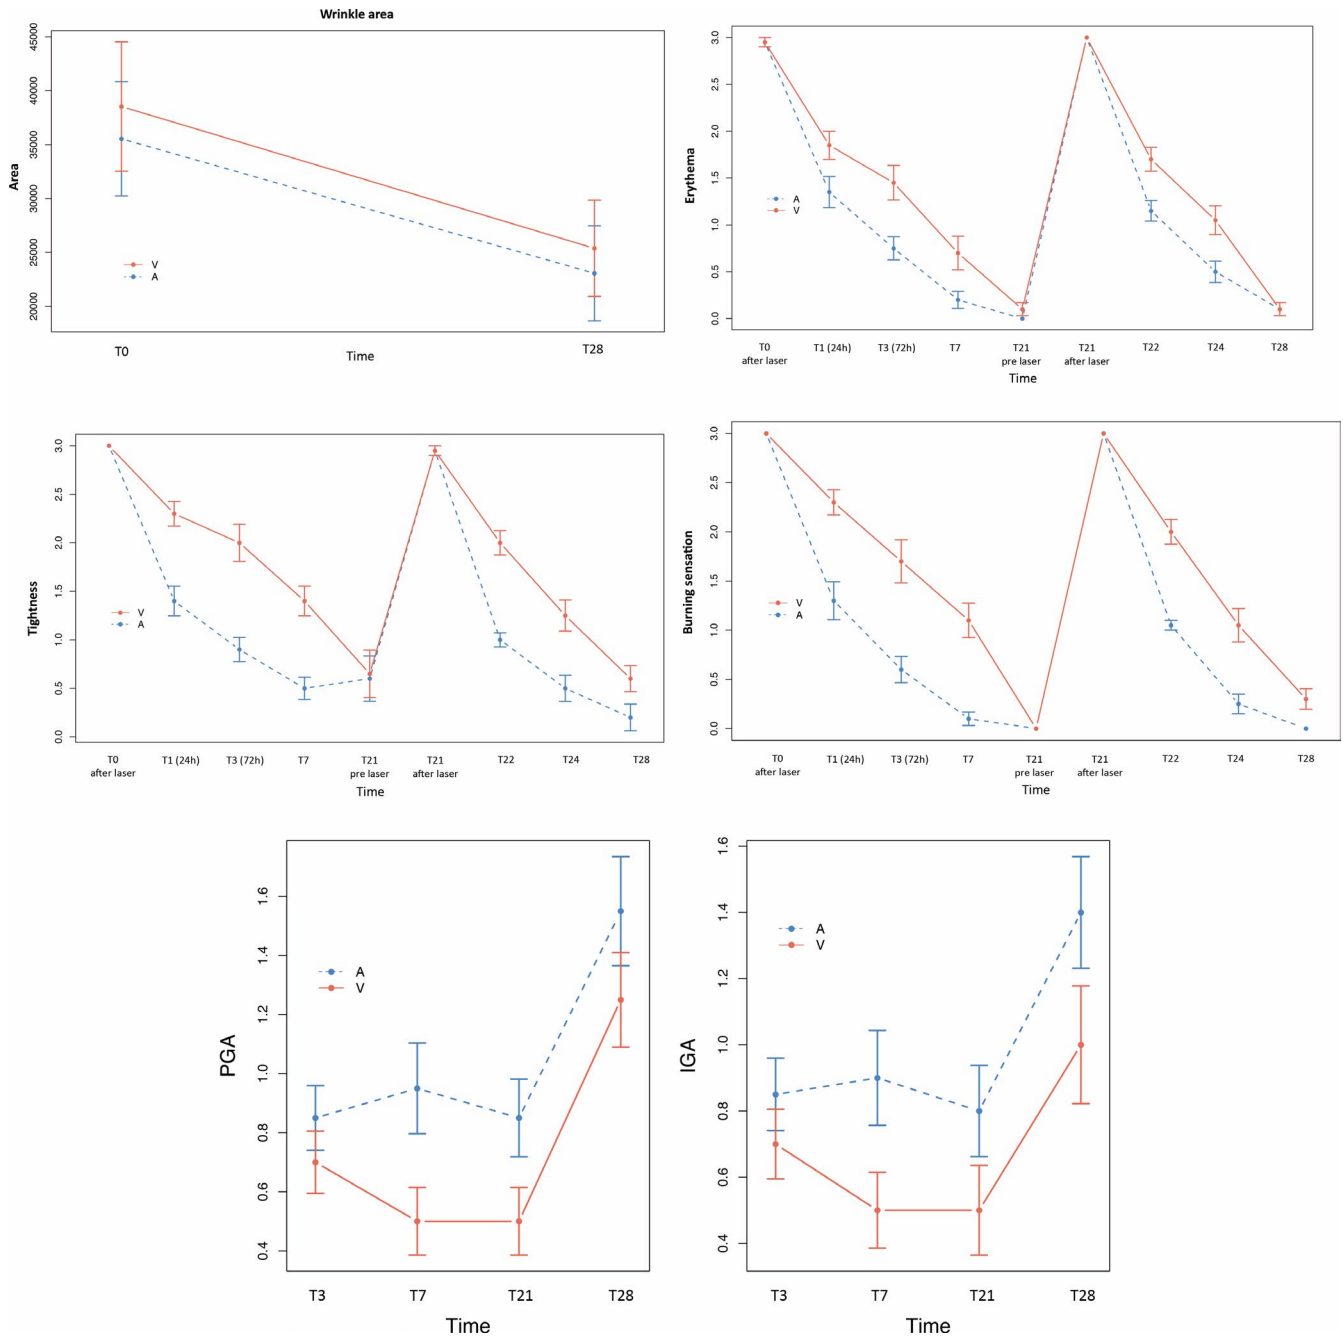 Wrinkle area
Area
45000
40000
35000
30000
25000
20000
V
A
T0
T28
Time
Erythema
3.0
2.5
2.0
1.5
1.0
0.5
0.0
A
V
T0
after laser
T1 (24h)
T3 (72h)
T7
T21
pre laser
T21
after laser
T22
T24
T28
Time
Tightness
3.0
2.5
2.0
1.5
1.0
0.5
0.0
V
A
T0
after laser
T1 (24h)
T3 (72h)
T7
T21
pre laser
T21
after laser
T22
T24
T28
Time
Burning sensation
3.0
2.5
2.0
1.5
1.0
0.5
0.0
V
A
T0
after laser
T1 (24h)
T3 (72h)
T7
T21
pre laser
T21
after laser
T22
T24
T28
Time
PGA
1.6
1.4
1.2
1.0
0.8
0.6
0.4
A
V
T3
T7
T21
T28
Time
IGA
1.6
1.4
1.2
1.0
0.8
0.6
0.4
A
V
T3
T7
T21
T28
Time